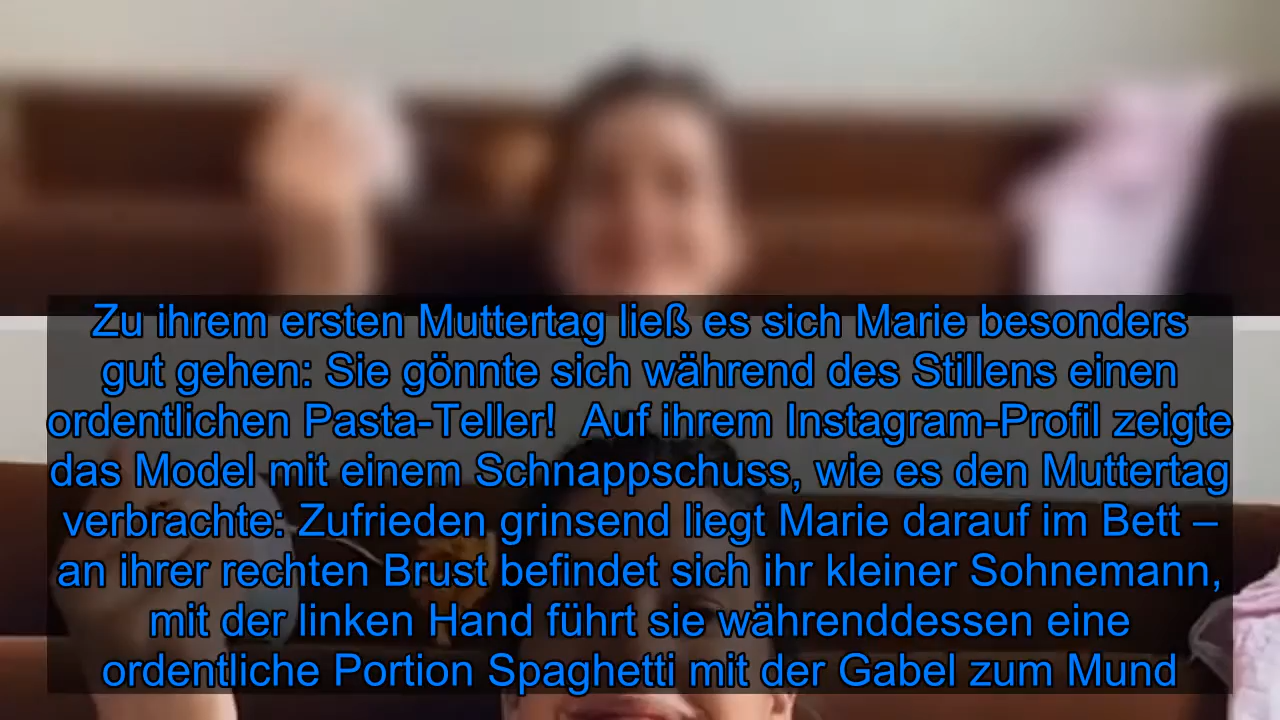 Zu ihrem ersten Muttertag ließ es sich Marie besonders
gut gehen: Sie gönnte sich während des Stillens einen
ordentlichen Pasta-Teller!  Auf ihrem Instagram-Profil zeigte
das Model mit einem Schnappschuss, wie es den Muttertag
verbrachte: Zufrieden grinsend liegt Marie darauf im Bett –
an ihrer rechten Brust befindet sich ihr kleiner Sohnemann,
mit der linken Hand führt sie währenddessen eine
ordentliche Portion Spaghetti mit der Gabel zum Mund